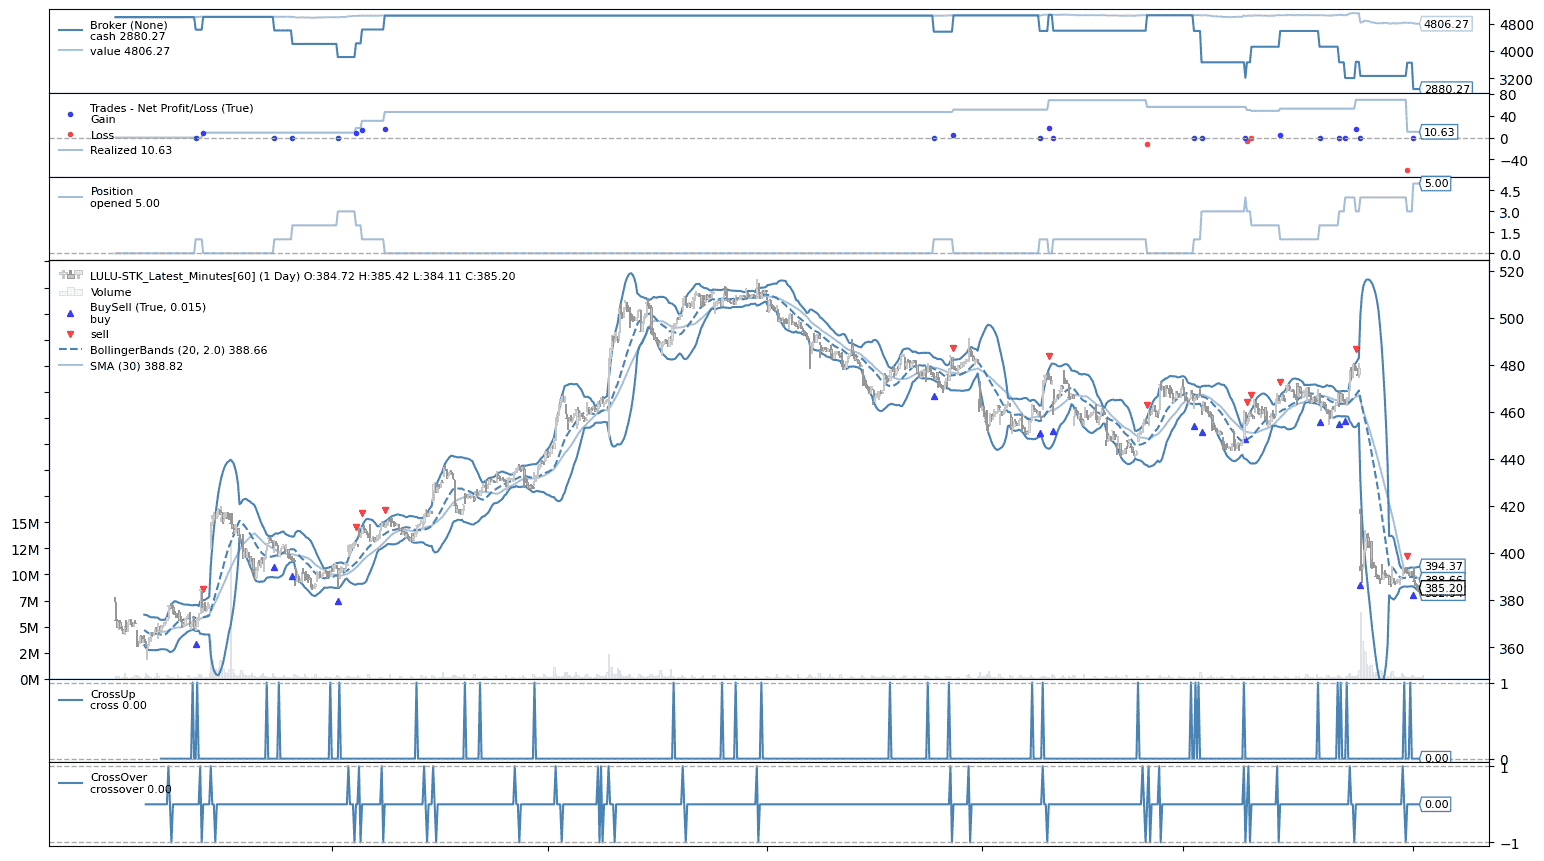 Broker (None)
cash 2880.27
value 4806.27
4806.27
2880.27
4800
4000
3200
Trades - Net Profit/Loss (True)
Gain
Loss
Realized 10.63
10.63
80
40
0
−40
Position
opened 5.00
5.00
4.5
3.0
1.5
0.0
LULU-STK_Latest_Minutes[60] (1 Day) O:384.72 H:385.42 L:384.11 C:385.20
Volume
BuySell (True, 0.015)
buy
sell
BollingerBands (20, 2.0) 388.66
SMA (30) 388.82
15M
12M
10M
7M
5M
2M
0M
520
500
480
460
440
420
400
380
360
394.37
388.66
385.20
CrossUp
cross 0.00
0.00
1
0
CrossOver
crossover 0.00
0.00
1
−1